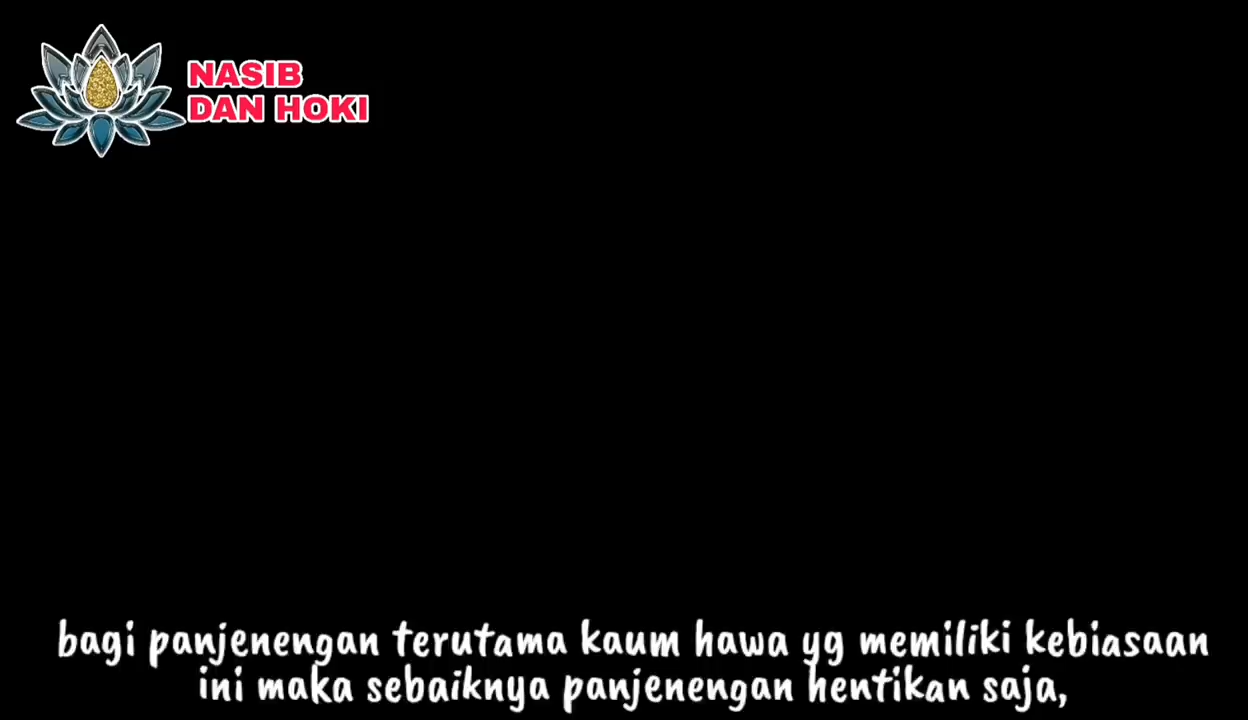 NASIB
DAN HOKI
bagi panjenengan terutama kaum hawa yg memiliki kebiasaan
ini maka sebaiknya panjenengan hentikan saja,